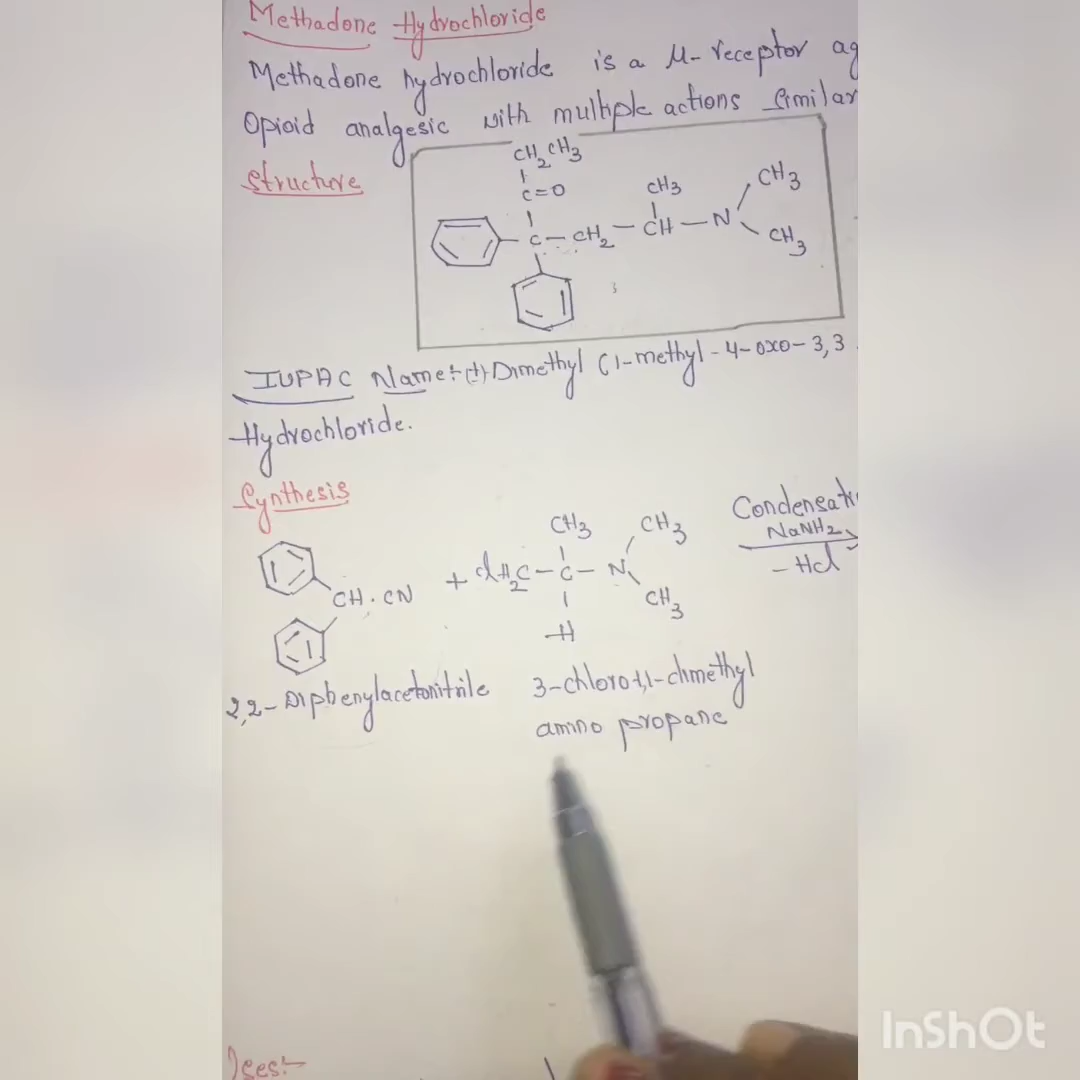 Methadone Hydrochloride
Methadone hydrochloride is a μ-receptor ag
Opioid analgesic with multiple actions similar
Structure
CH2CH3
C=O
CH3
CH3
C-CH2-CH-N
CH3
IUPAC Name:-(±)-Dimethyl (1-methyl-4-oxo-3,3
Hydrochloride.
Synthesis
CH3
CH3
Condensati
NaNH2
-HCl
CH.CN
+ ClH2C-C-N
CH3
H
2,2-Diphenylacetonitrile
3-chloro-1,1-dimethyl
amino propane
Uses:-
InShOt